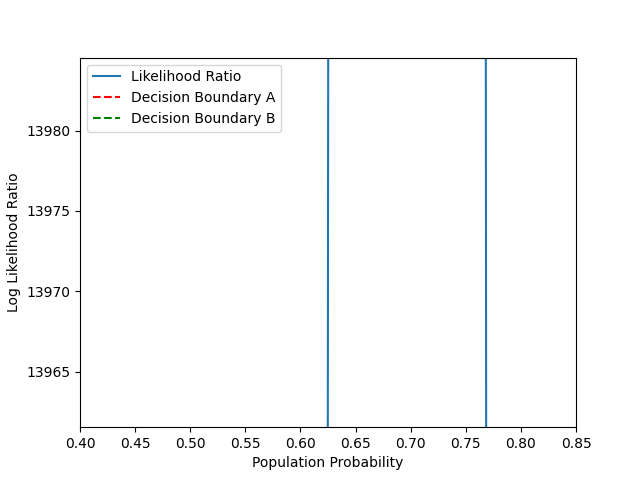 Likelihood Ratio
Decision Boundary A
Decision Boundary B
Log Likelihood Ratio
13980
13975
13970
13965
0.40 0.45 0.50 0.55 0.60 0.65 0.70 0.75 0.80 0.85
Population Probability